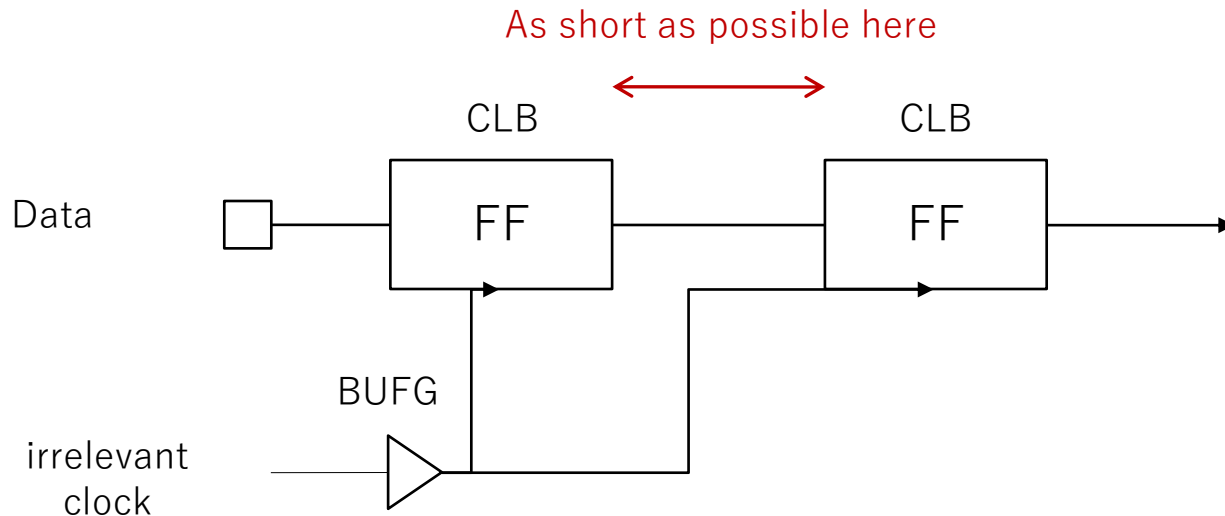 As short as possible here
CLB
CLB
Data
FF
FF
BUFG
irrelevant
clock